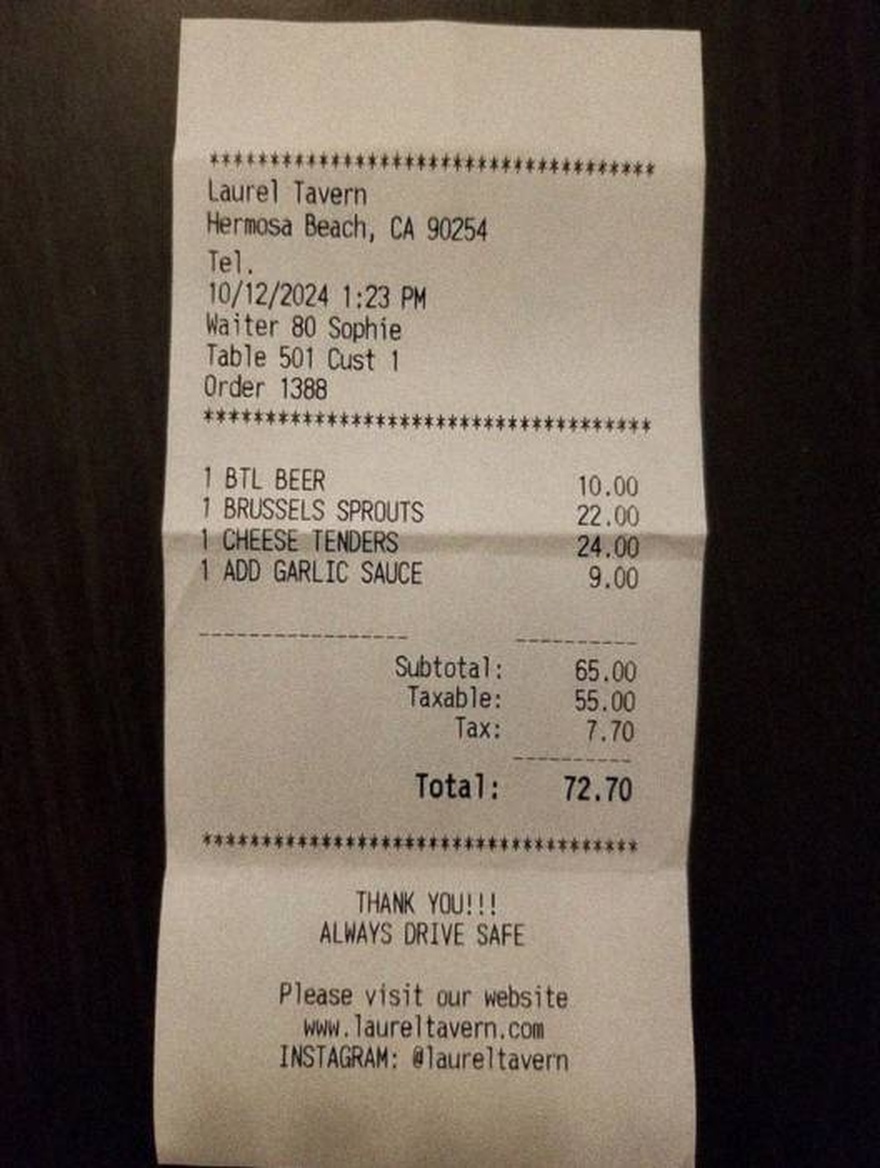 *************************************
Laurel Tavern
Hermosa Beach, CA 90254
Tel.
10/12/2024 1:23 PM
Waiter 80 Sophie
Table 501 Cust 1
Order 1388
*************************************
1 BTL BEER 10.00
1 BRUSSELS SPROUTS 22.00
1 CHEESE TENDERS 24.00
1 ADD GARLIC SAUCE 9.00
----------------- ----------
Subtotal: 65.00
Taxable: 55.00
Tax: 7.70
----------
Total: 72.70
*************************************
THANK YOU!!!
ALWAYS DRIVE SAFE
Please visit our website
www.laureltavern.com
INSTAGRAM: @laureltavern